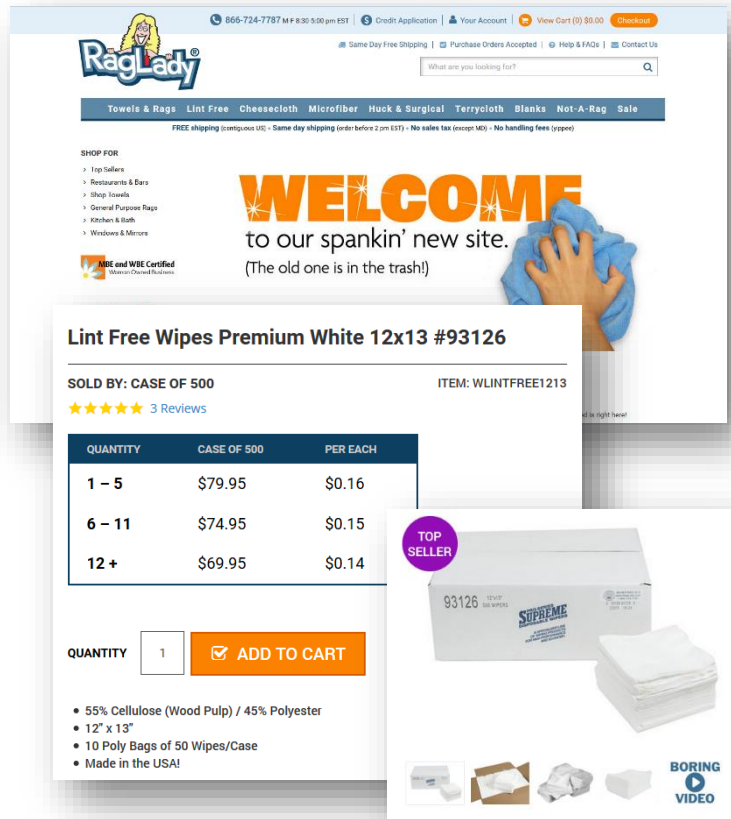 866-724-7787 M-F 8:30 5:00 pm EST | Credit Application | Your Account | View Cart (0) $0.00 Checkout
RagLady®
Same Day Free Shipping | Purchase Orders Accepted | Help & FAQs | Contact Us
What are you looking for?
Towels & Rags Lint Free Cheesecloth Microfiber Huck & Surgical Terrycloth Blanks Not-A-Rag Sale
FREE shipping (contiguous US) - Same day shipping (order before 2 pm EST) - No sales tax (except MD) - No handling fees (yippee)
SHOP FOR
> Top Sellers
> Restaurants & Bars
> Shop Towels
> General Purpose Rags
> Kitchen & Bath
> Windows & Mirrors
MBE and WBE Certified
Woman Owned Business
WELCOME
to our spankin' new site.
(The old one is in the trash!)
is right here!
Lint Free Wipes Premium White 12x13 #93126
SOLD BY: CASE OF 500 ITEM: WLINTFREE1213
3 Reviews
QUANTITY CASE OF 500 PER EACH
1 – 5 $79.95 $0.16
6 – 11 $74.95 $0.15
12 + $69.95 $0.14
QUANTITY 1 ADD TO CART
• 55% Cellulose (Wood Pulp) / 45% Polyester
• 12" x 13"
• 10 Poly Bags of 50 Wipes/Case
• Made in the USA!
TOP
SELLER
93126
SUPREME
DISPOSABLE WIPERS
BORING
VIDEO